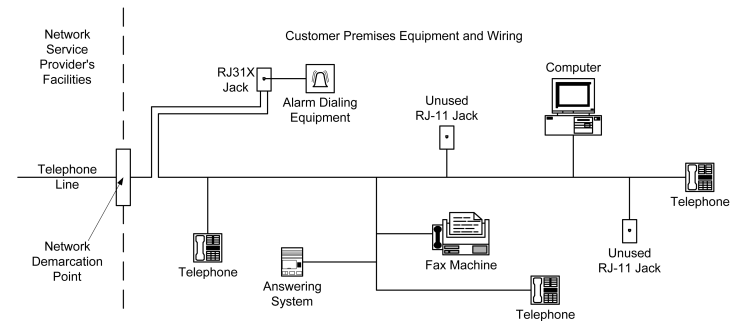 Network
Service
Provider's
Facilities
Customer Premises Equipment and Wiring
RJ31X
Jack
Alarm Dialing
Equipment
Unused
RJ-11 Jack
Computer
Telephone
Line
Telephone
Network
Demarcation
Point
Telephone
Answering
System
Fax Machine
Unused
RJ-11 Jack
Telephone